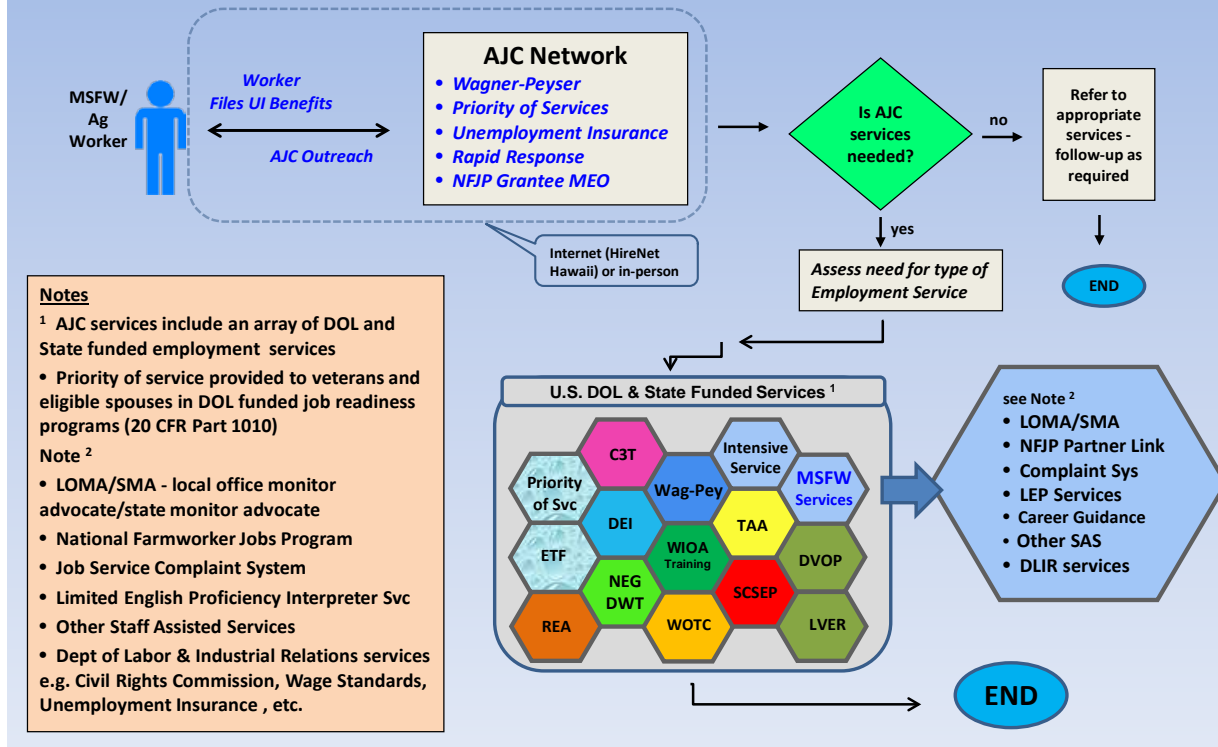 MSFW/
Ag
Worker
Worker
Files UI Benefits
AJC Outreach
AJC Network
• Wagner-Peyser
• Priority of Services
• Unemployment Insurance
• Rapid Response
• NFJP Grantee MEO
Is AJC
services
needed?
no
Refer to
appropriate
services -
follow-up as
required
yes
END
Internet (HireNet
Hawaii) or in-person
Assess need for type of
Employment Service
Notes
1 AJC services include an array of DOL and
State funded employment services
• Priority of service provided to veterans and
eligible spouses in DOL funded job readiness
programs (20 CFR Part 1010)
Note 2
• LOMA/SMA - local office monitor
advocate/state monitor advocate
• National Farmworker Jobs Program
• Job Service Complaint System
• Limited English Proficiency Interpreter Svc
• Other Staff Assisted Services
• Dept of Labor & Industrial Relations services
e.g. Civil Rights Commission, Wage Standards,
Unemployment Insurance , etc.
U.S. DOL & State Funded Services 1
C3T
Intensive
Service
Priority
of Svc
Wag-Pey
MSFW
Services
DEI
TAA
ETF
WIOA
Training
DVOP
NEG
DWT
SCSEP
REA
WOTC
LVER
see Note 2
• LOMA/SMA
• NFJP Partner Link
• Complaint Sys
• LEP Services
• Career Guidance
• Other SAS
• DLIR services
END